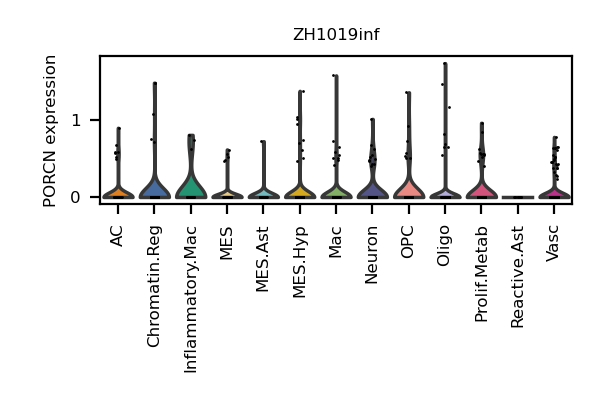 ZH1019inf
PORCN expression
1
0
AC
Chromatin.Reg
Inflammatory.Mac
MES
MES.Ast
MES.Hyp
Mac
Neuron
OPC
Oligo
Prolif.Metab
Reactive.Ast
Vasc